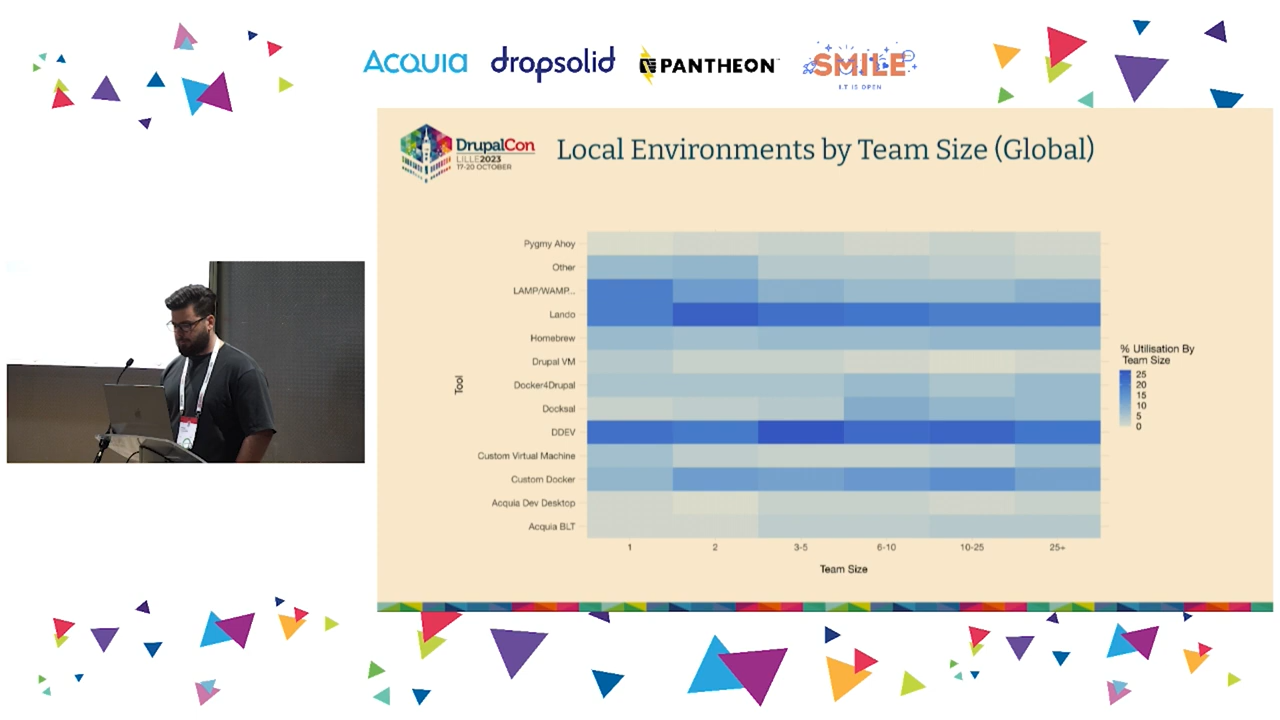 Acquia
dropsolid
PANTHEON
SMILE
I.T IS OPEN
DrupalCon
LILLE2023
17-20 OCTOBER
Local Environments by Team Size (Global)
Pygmy Ahoy
Other
LAMP/WAMP...
Lando
Homebrew
Drupal VM
Docker4Drupal
Docksal
DDEV
Custom Virtual Machine
Custom Docker
Acquia Dev Desktop
Acquia BLT
Tool
1 2 3-5 6-10 10-25 25+
Team Size
% Utilisation By
Team Size
25
20
15
10
5
0